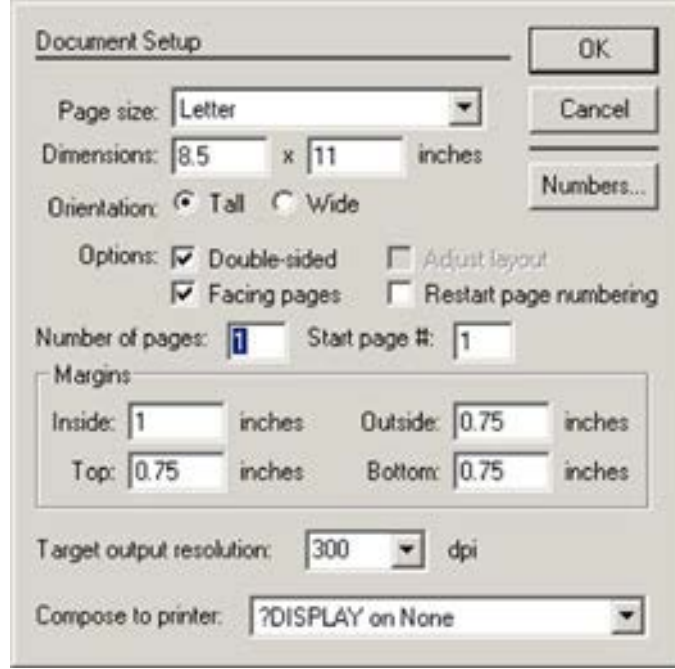 Document Setup
OK
Page size: Letter
Cancel
Dimensions: 8.5 x 11 inches
Numbers...
Orientation: Tall Wide
Options: Double-sided Adjust layout
Facing pages Restart page numbering
Number of pages: 1 Start page #: 1
Margins
Inside: 1 inches Outside: 0.75 inches
Top: 0.75 inches Bottom: 0.75 inches
Target output resolution: 300 dpi
Compose to printer: ?DISPLAY on None